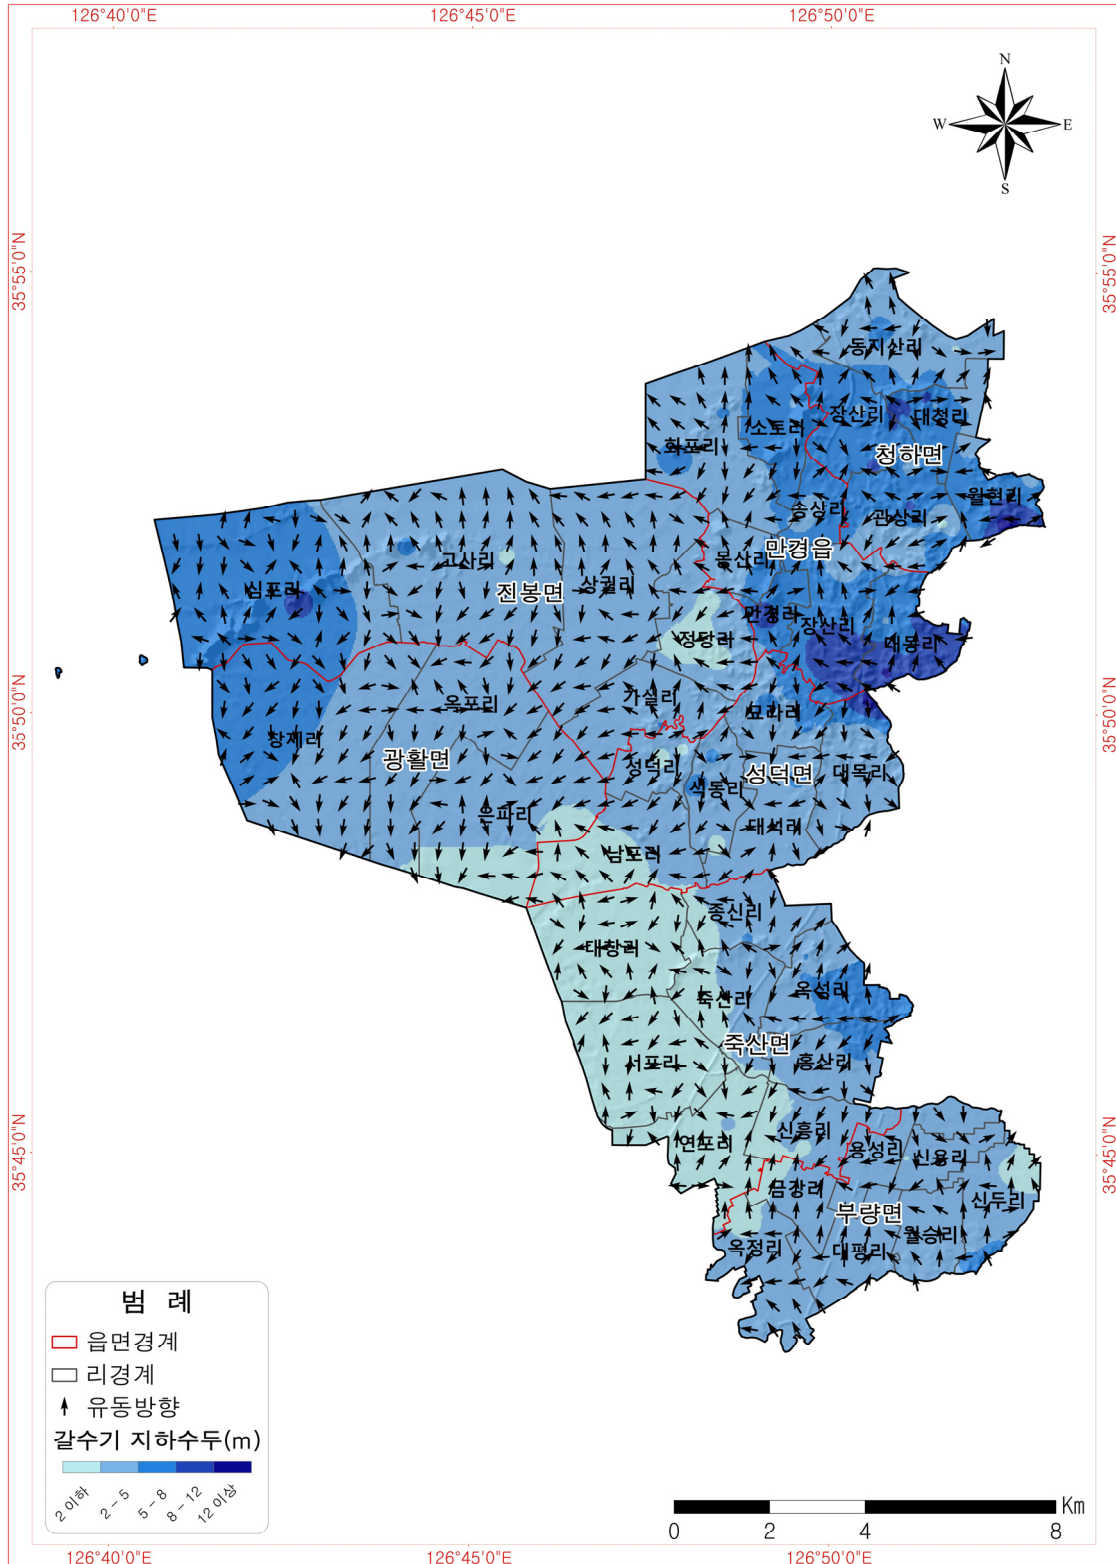 126°40'0"E 126°45'0"E 126°50'0"E
N
W E
S
35°55'0"N 35°55'0"N
동지산리
장산리 대청리
소토리
화포리
청하면
월현리
송상리 관상리
만경읍
몽산리
고사리
진봉면 상궐리
심포리
만경리
장산리
정당리
대동리
가실리
옥포리 묘라리
35°50'0"N 35°50'0"N
창제리
광활면
성덕리 성덕면 대목리
석동리
은파리
대석리
남포리
종신리
대창리
죽산리 옥성리
죽산면
서포리 홍산리
신흥리
연포리 용성리 신용리
35°45'0"N 35°45'0"N
금강리
신두리
부량면
월승리
옥정리 대평리
범 례
읍면경계
리경계
유동방향
갈수기 지하수두(m)
2 이하 2 – 5 5 – 8 8 – 12 12 이상
Km
0 2 4 8
126°40'0"E 126°45'0"E 126°50'0"E